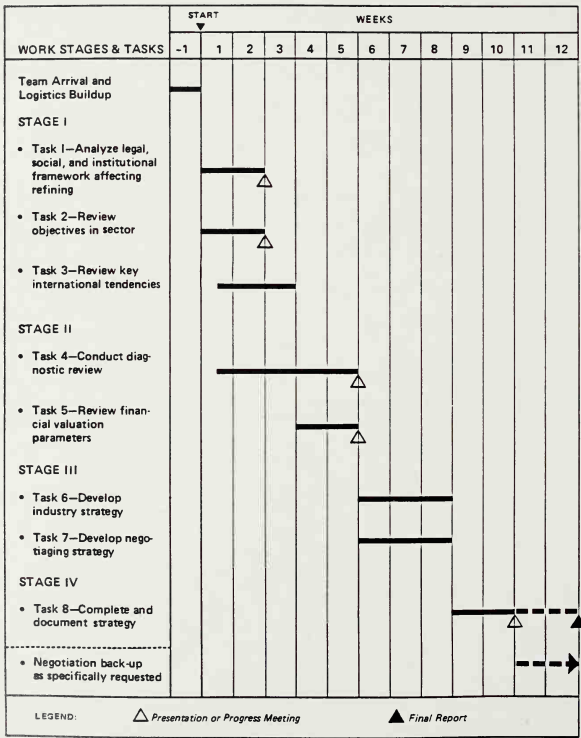 START
WEEKS
WORK STAGES & TASKS -1 1 2 3 4 5 6 7 8 9 10 11 12
Team Arrival and
Logistics Buildup
STAGE I
• Task I—Analyze legal,
social, and institutional
framework affecting
refining
• Task 2—Review
objectives in sector
• Task 3—Review key
international tendencies
STAGE II
• Task 4—Conduct diag-
nostic review
• Task 5—Review finan-
cial valuation
parameters
STAGE III
• Task 6—Develop
industry strategy
• Task 7—Develop nego-
tiaging strategy
STAGE IV
• Task 8—Complete and
document strategy
• Negotiation back-up
as specifically requested
LEGEND: Presentation or Progress Meeting Final Report